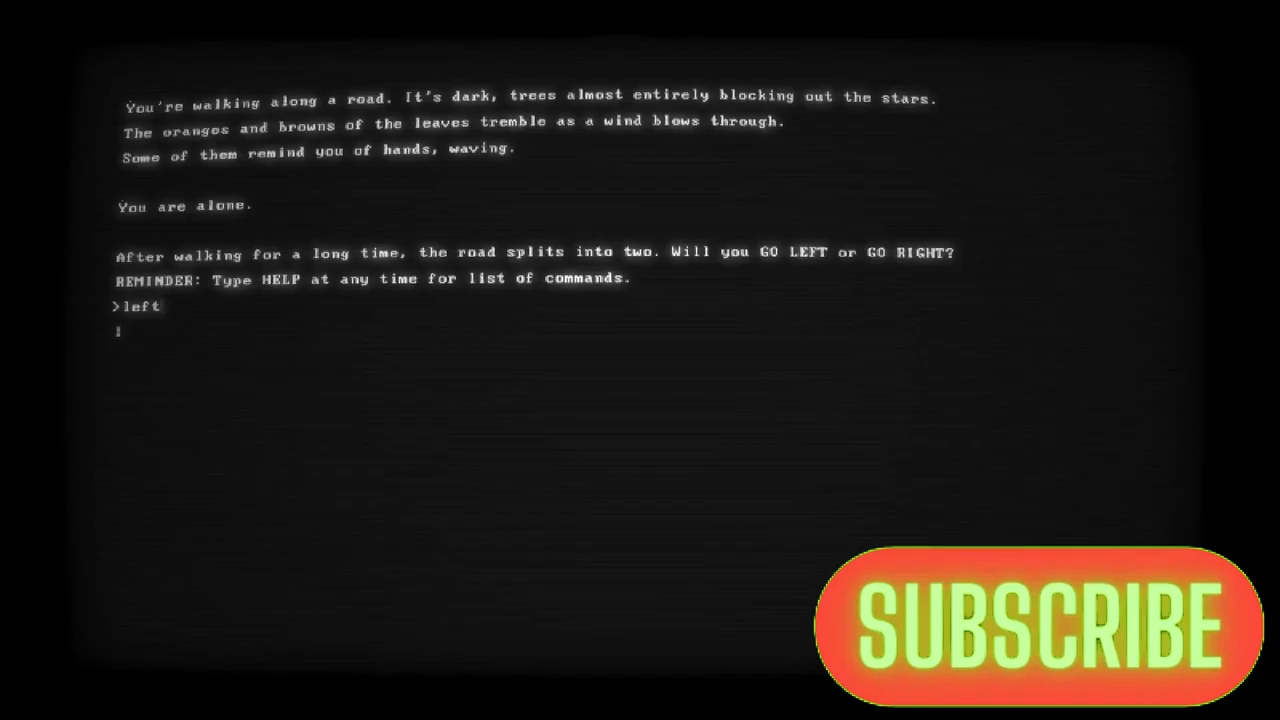 You're walking along a road. It's dark, trees almost entirely blocking out the stars.
The oranges and browns of the leaves tremble as a wind blows through.
Some of them remind you of hands, waving.
You are alone.
After walking for a long time, the road splits into two. Will you GO LEFT or GO RIGHT?
REMINDER: Type HELP at any time for list of commands.
>left
SUBSCRIBE